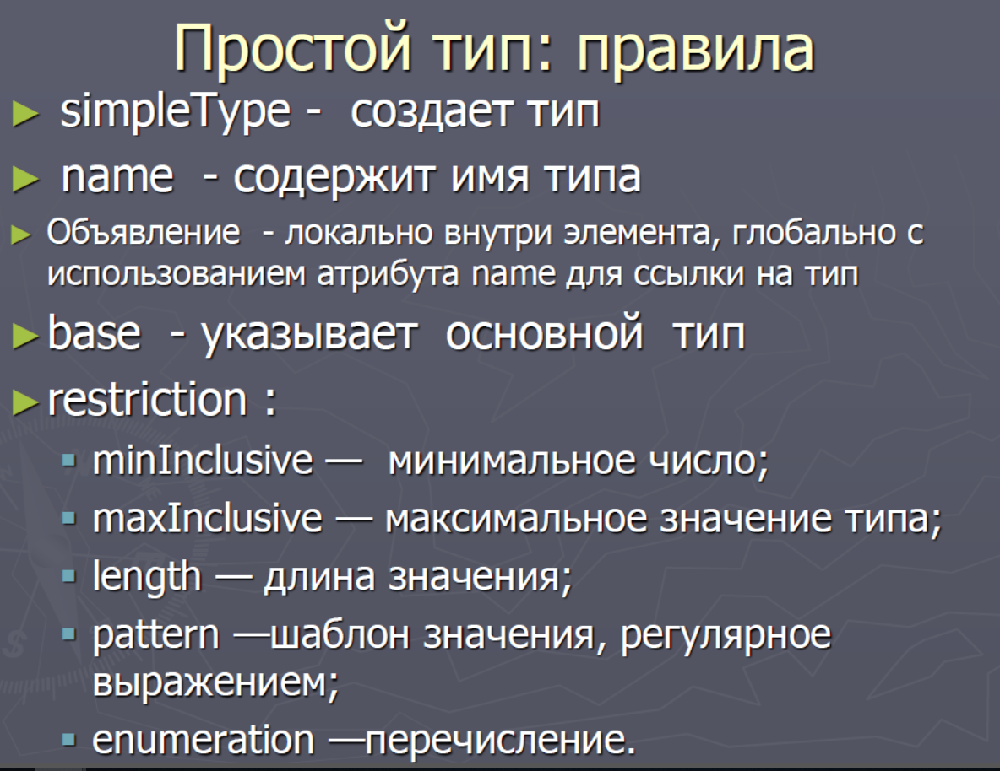 Простой тип: правила
► simpleType - создает тип
► name - содержит имя типа
► Объявление - локально внутри элемента, глобально с
использованием атрибута name для ссылки на тип
► base - указывает основной тип
► restriction :
▪ minInclusive — минимальное число;
▪ maxInclusive — максимальное значение типа;
▪ length — длина значения;
▪ pattern —шаблон значения, регулярное
выражением;
▪ enumeration —перечисление.
S